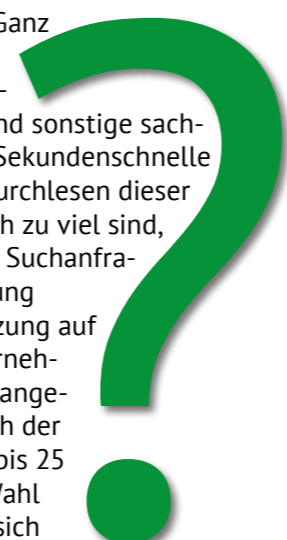 Ganz
-
nd sonstige sach-
Sekundenschnelle
urchlesen dieser
h zu viel sind,
Suchanfra-
ung
zung auf
rneh-
ange-
h der
bis 25
Wahl
sich
?